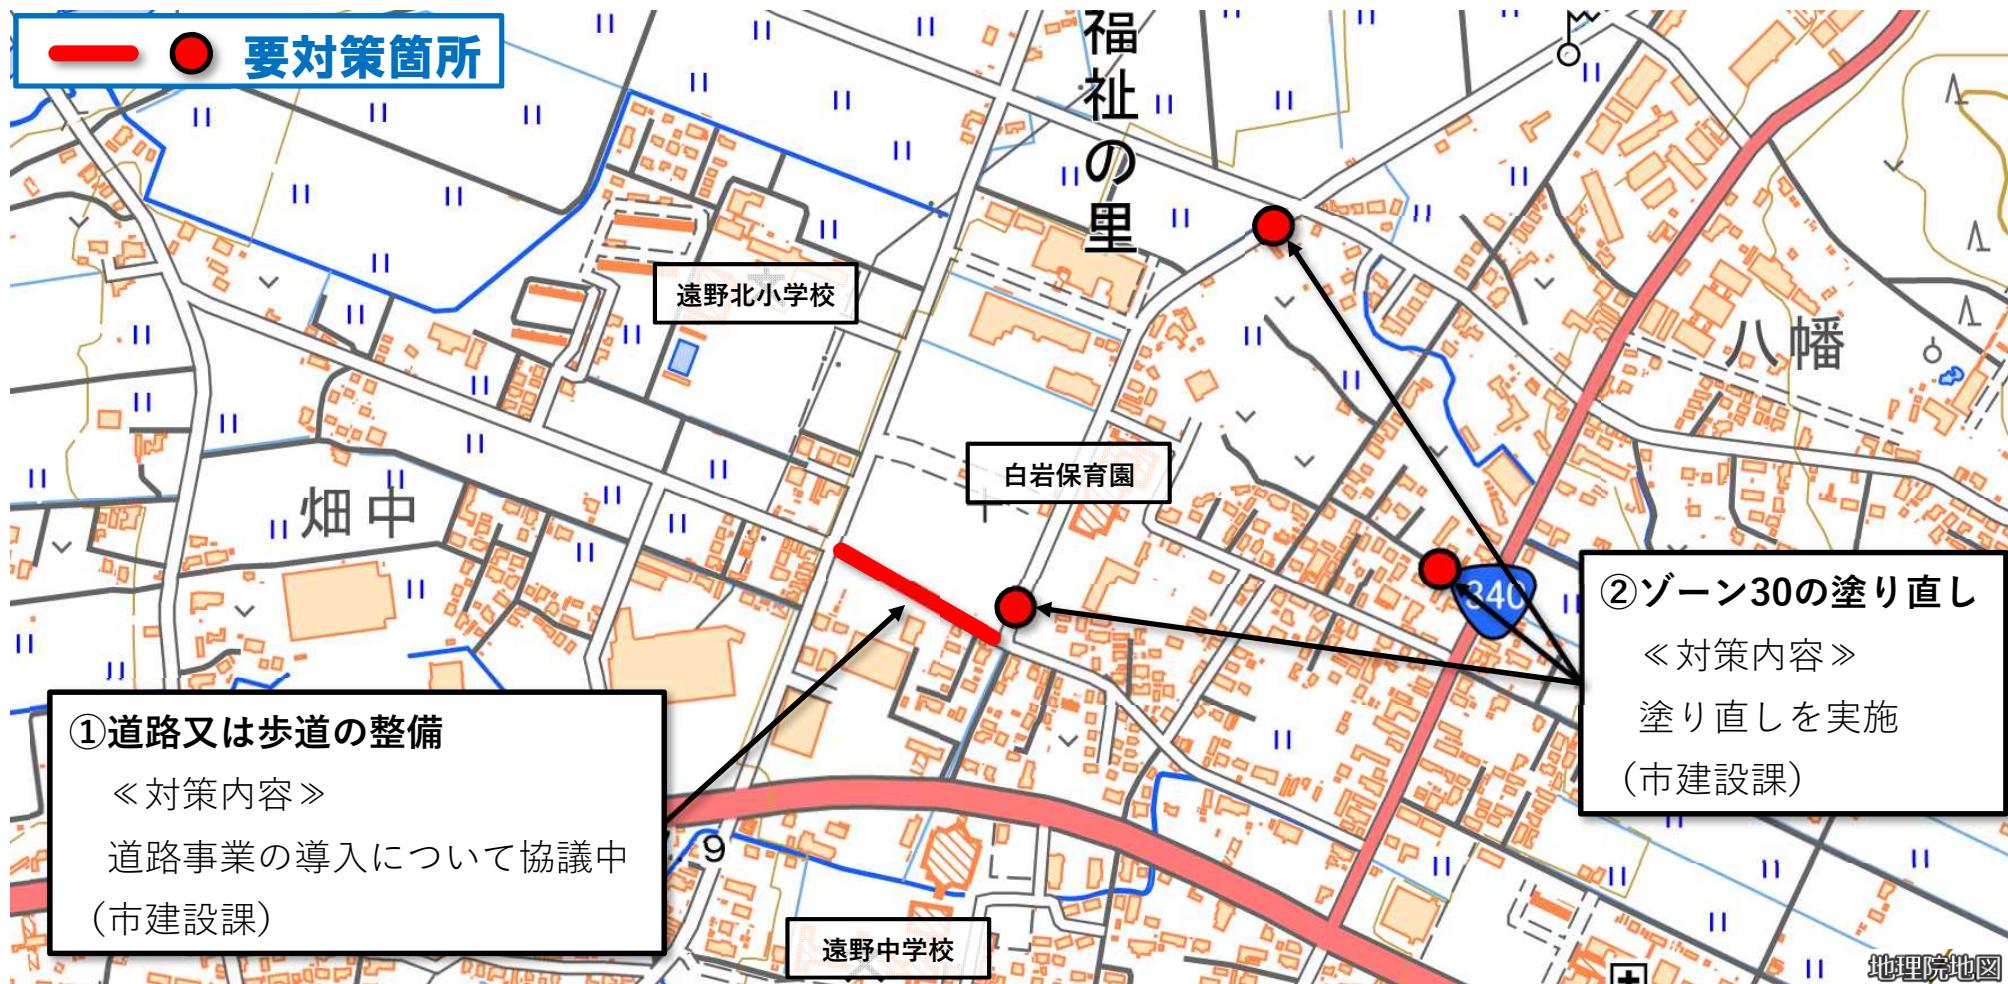 要対策箇所
福祉の里
遠野北小学校
八幡
白岩保育園
畑中
340
②ゾーン30の塗り直し
≪対策内容≫
塗り直しを実施
(市建設課)
①道路又は歩道の整備
≪対策内容≫
道路事業の導入について協議中
(市建設課)
.9
遠野中学校
地理院地図